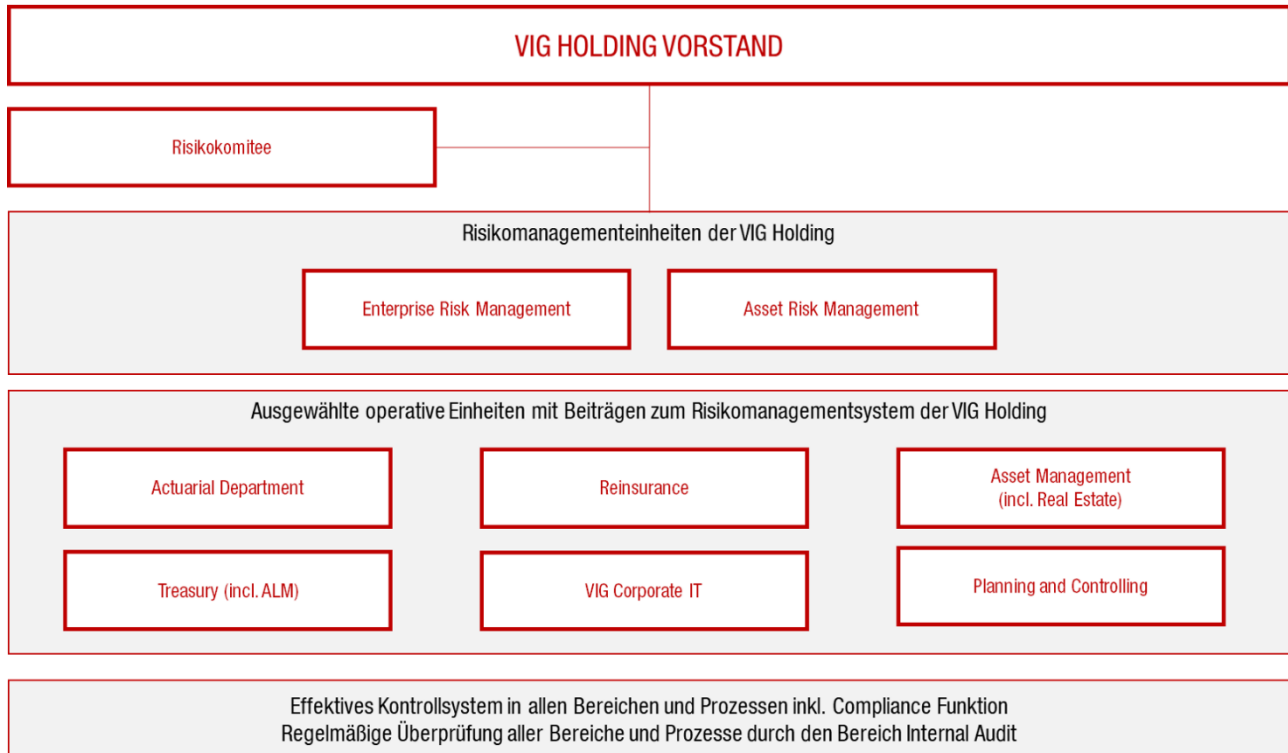 VIG HOLDING VORSTAND
Risikokomitee
Risikomanagementeinheiten der VIG Holding
Enterprise Risk Management
Asset Risk Management
Ausgewählte operative Einheiten mit Beiträgen zum Risikomanagementsystem der VIG Holding
Actuarial Department
Reinsurance
Asset Management
(incl. Real Estate)
Treasury (incl. ALM)
VIG Corporate IT
Planning and Controlling
Effektives Kontrollsystem in allen Bereichen und Prozessen inkl. Compliance Funktion
Regelmäßige Überprüfung aller Bereiche und Prozesse durch den Bereich Internal Audit